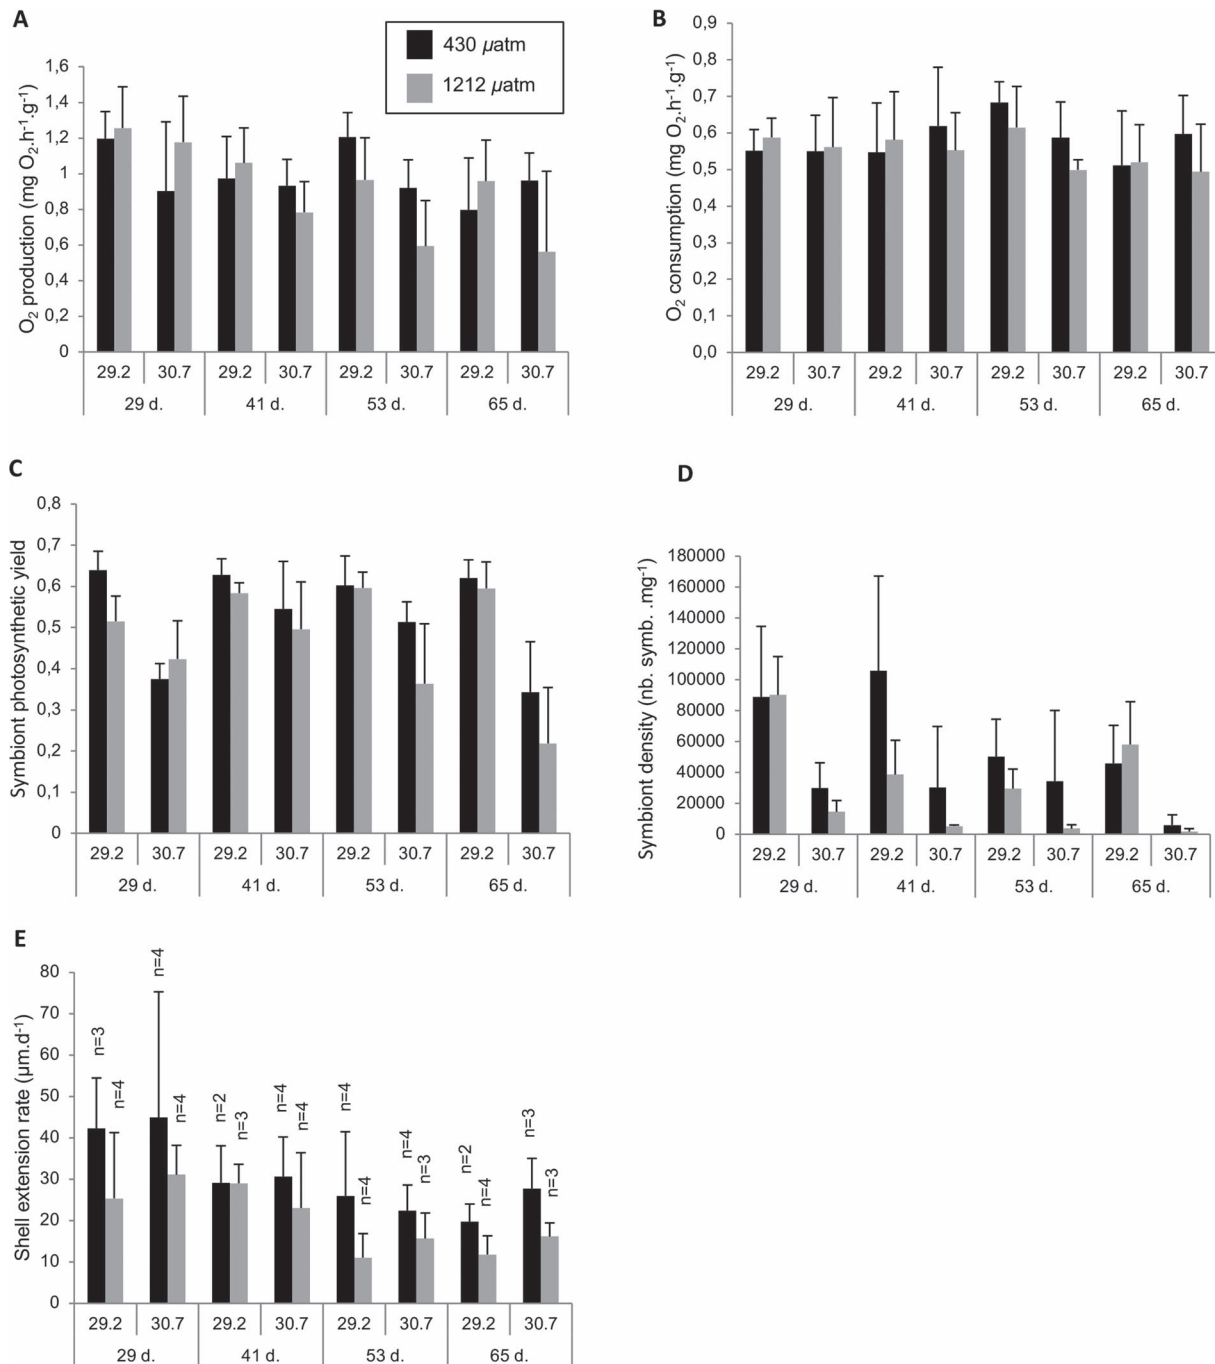 A
430 µatm
1212 µatm
O2 production (mg O2.h-1.g-1)
1,6
1,4
1,2
1
0,8
0,6
0,4
0,2
0
29.2 30.7 29.2 30.7 29.2 30.7 29.2 30.7
29 d. 41 d. 53 d. 65 d.
B
O2 consumption (mg O2.h-1.g-1)
0,9
0,8
0,7
0,6
0,5
0,4
0,3
0,2
0,1
0,0
29.2 30.7 29.2 30.7 29.2 30.7 29.2 30.7
29 d. 41 d. 53 d. 65 d.
C
Symbiont photosynthetic yield
0,8
0,7
0,6
0,5
0,4
0,3
0,2
0,1
0
29.2 30.7 29.2 30.7 29.2 30.7 29.2 30.7
29 d. 41 d. 53 d. 65 d.
D
Symbiont density (nb. symb. .mg-1)
180000
160000
140000
120000
100000
80000
60000
40000
20000
0
29.2 30.7 29.2 30.7 29.2 30.7 29.2 30.7
29 d. 41 d. 53 d. 65 d.
E
Shell extension rate (µm.d-1)
80
70
60
50
40
30
20
10
0
n=3 n=4 n=4 n=4 n=2 n=3 n=4 n=4 n=4 n=4 n=4 n=3 n=2 n=4 n=3 n=3
29.2 30.7 29.2 30.7 29.2 30.7 29.2 30.7
29 d. 41 d. 53 d. 65 d.